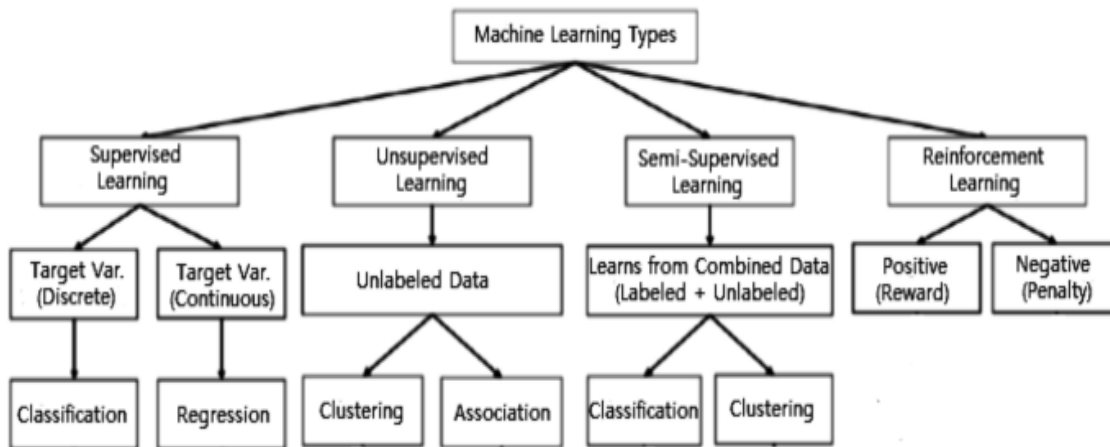 Machine Learning Types
Supervised
Learning
Unsupervised
Learning
Semi-Supervised
Learning
Reinforcement
Learning
Target Var.
(Discrete)
Target Var.
(Continuous)
Unlabeled Data
Learns from Combined Data
(Labeled + Unlabeled)
Positive
(Reward)
Negative
(Penalty)
Classification
Regression
Clustering
Association
Classification
Clustering